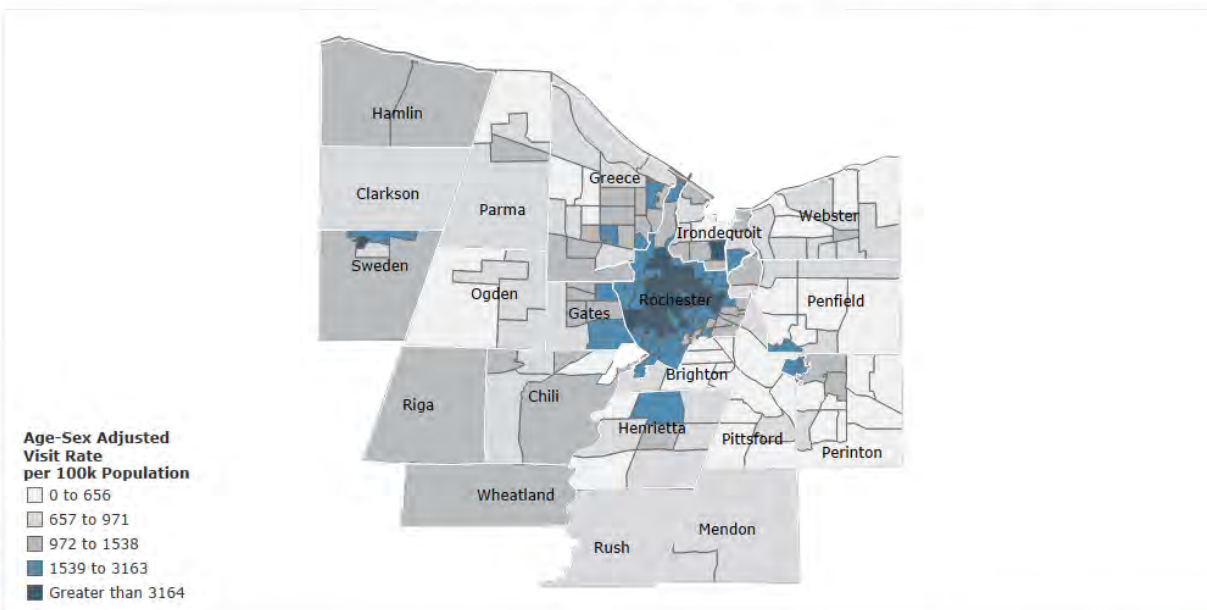 Hamlin
Clarkson
Parma
Greece
Webster
Irondequoit
Sweden
Ogden
Gates
Rochester
Penfield
Brighton
Riga
Chili
Henrietta
Pittsford
Perinton
Wheatland
Mendon
Rush
Age-Sex Adjusted
Visit Rate
per 100k Population
0 to 656
657 to 971
972 to 1538
1539 to 3163
Greater than 3164